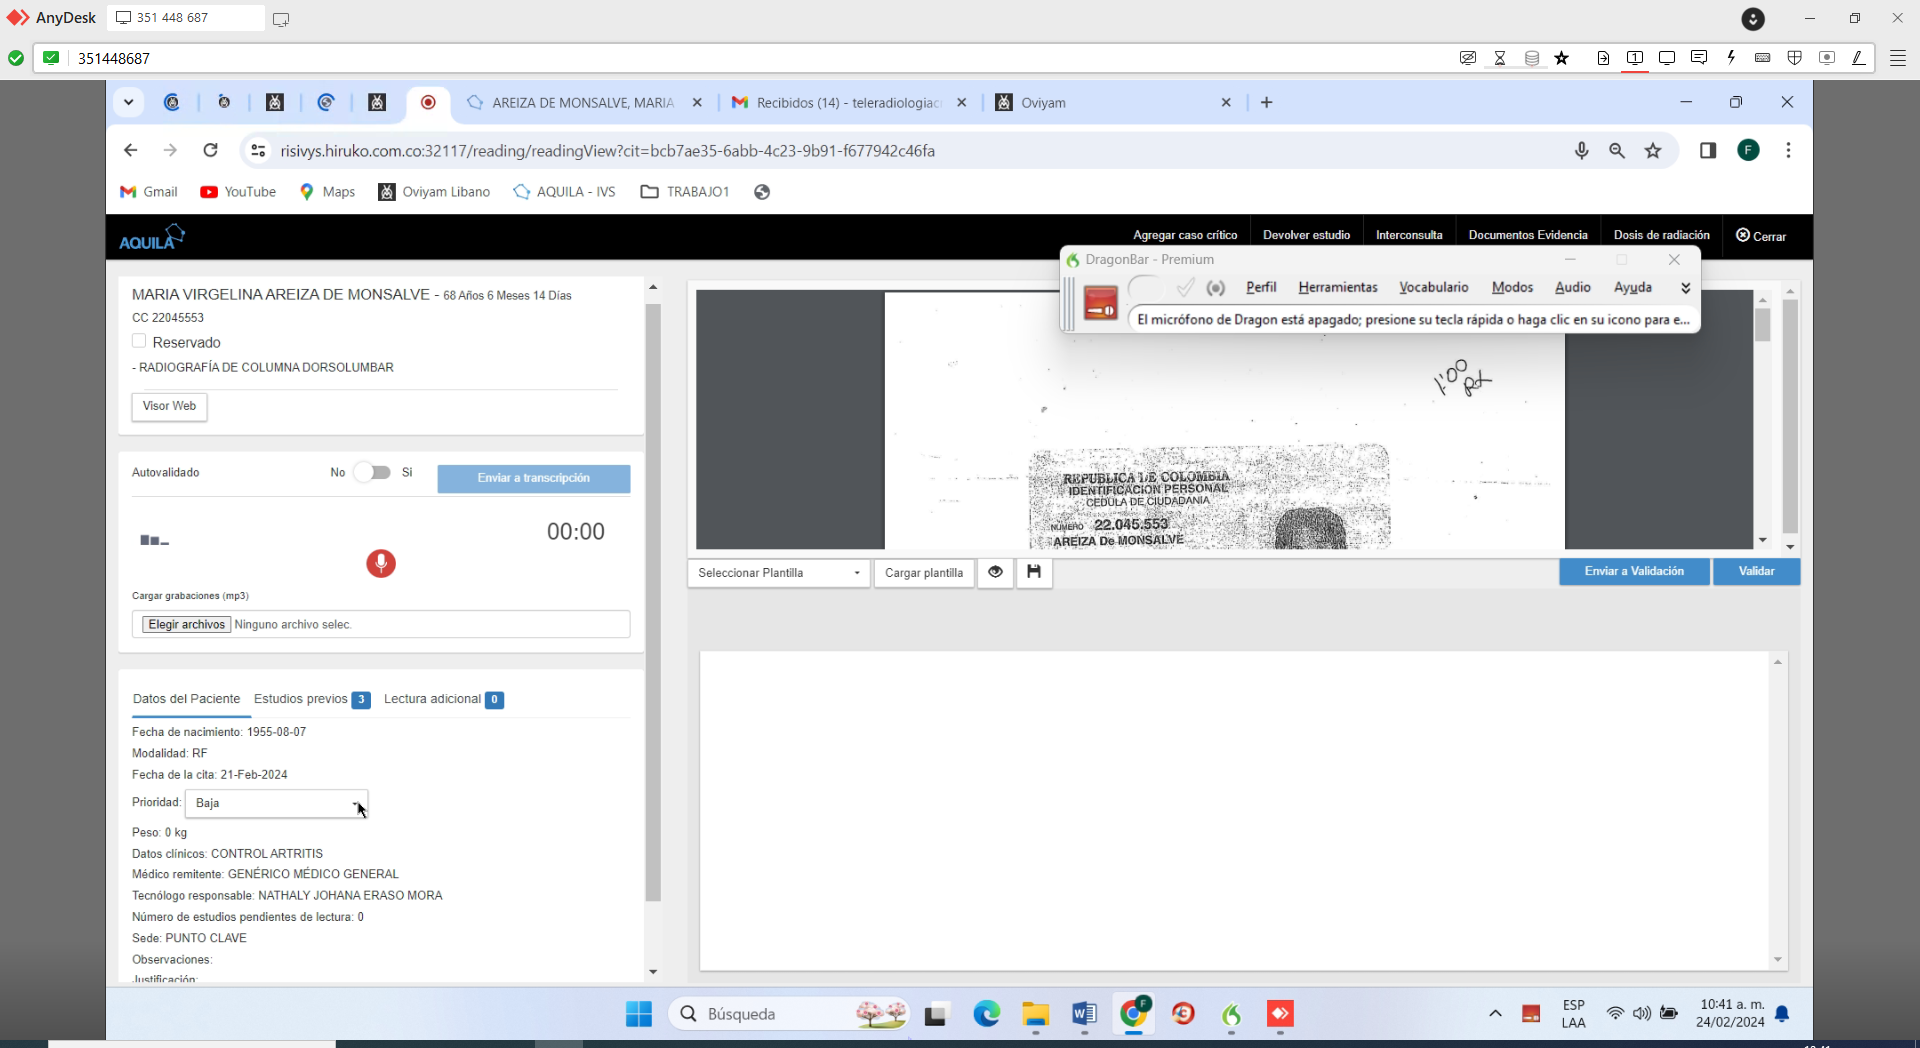 AnyDesk
351 448 687
351448687
AREIZA DE MONSALVE, MARIA
Recibidos (14) - teleradiologiac
Oviyam
risivys.hiruko.com.co:32117/reading/readingView?cit=bcb7ae35-6abb-4c23-9b91-f677942c46fa
F
Gmail
YouTube
Maps
Oviyam Libano
AQUILA - IVS
TRABAJO1
AQUILA
Agregar caso crítico
Devolver estudio
Interconsulta
Documentos Evidencia
Dosis de radiación
Cerrar
DragonBar - Premium
Perfil
Herramientas
Vocabulario
Modos
Audio
Ayuda
El micrófono de Dragon está apagado; presione su tecla rápida o haga clic en su icono para e...
MARIA VIRGELINA AREIZA DE MONSALVE - 68 Años 6 Meses 14 Días
CC 22045553
Reservado
- RADIOGRAFÍA DE COLUMNA DORSOLUMBAR
Visor Web
1:00
RX
REPUBLICA DE COLOMBIA
IDENTIFICACION PERSONAL
CEDULA DE CIUDADANIA
NUMERO 22.045.553
AREIZA De MONSALVE
Autovalidado
No
Si
Enviar a transcripción
00:00
Cargar grabaciones (mp3)
Elegir archivos
Ninguno archivo selec.
Seleccionar Plantilla
Cargar plantilla
Enviar a Validación
Validar
Datos del Paciente
Estudios previos 3
Lectura adicional 0
Fecha de nacimiento: 1955-08-07
Modalidad: RF
Fecha de la cita: 21-Feb-2024
Prioridad: Baja
Peso: 0 kg
Datos clínicos: CONTROL ARTRITIS
Médico remitente: GENÉRICO MÉDICO GENERAL
Tecnólogo responsable: NATHALY JOHANA ERASO MORA
Número de estudios pendientes de lectura: 0
Sede: PUNTO CLAVE
Observaciones:
Justificación:
Búsqueda
F
ESP
LAA
10:41 a. m.
24/02/2024